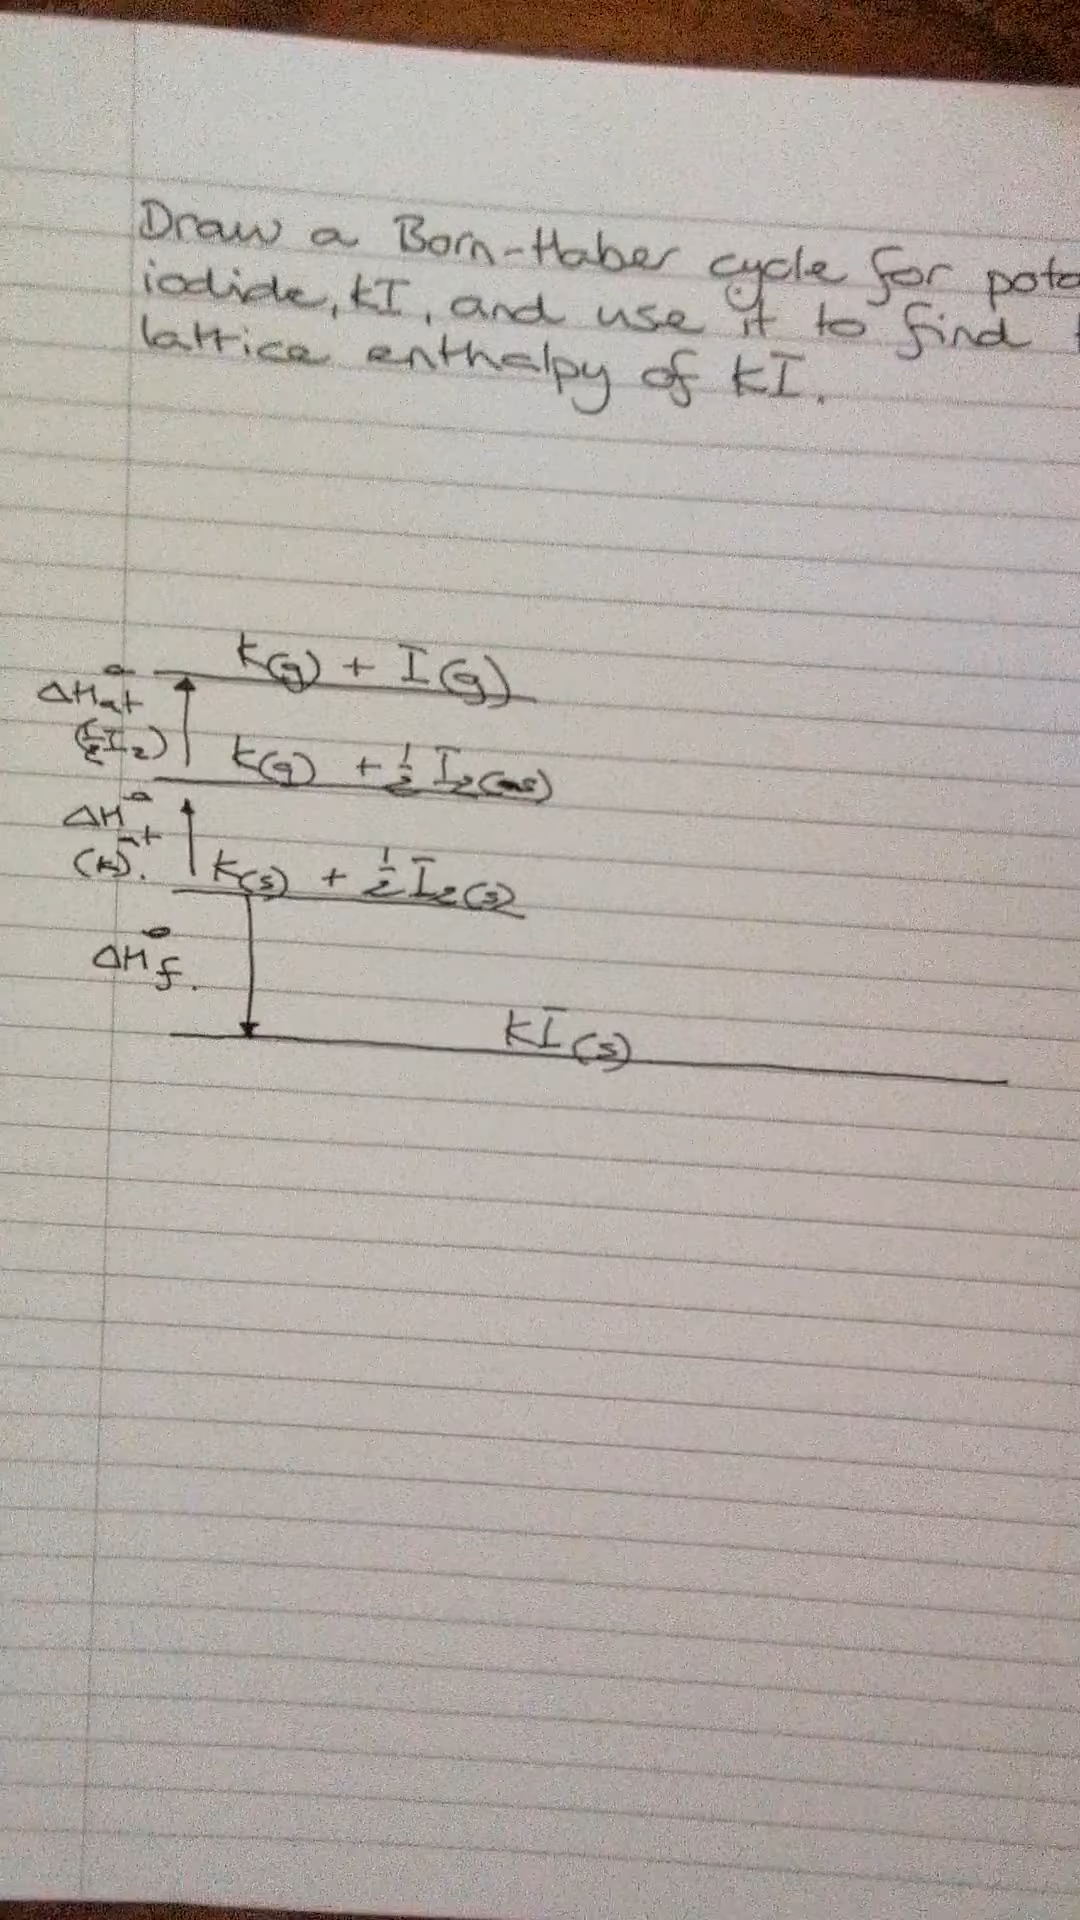 Draw a Born-Haber cycle for pota
iodide, KI, and use it to find
lattice enthalpy of KI.
K(g) + I(g)
ΔH⦵at
(½I₂)
K(g) + ½ I₂(s)
ΔH⦵at
(K).
K(s) + ½ I₂(s)
ΔH⦵f.
KI(s)